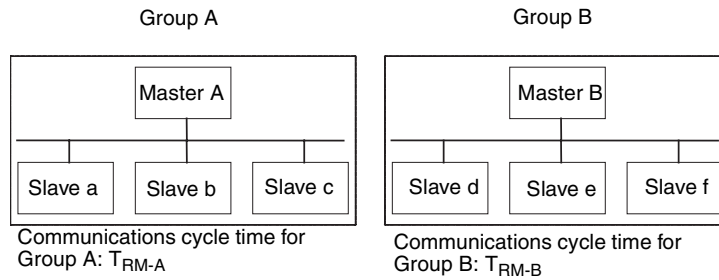 Group A
Group B
Master A
Master B
Slave a
Slave b
Slave c
Slave d
Slave e
Slave f
Communications cycle time for
Group A: TRM-A
Communications cycle time for
Group B: TRM-B